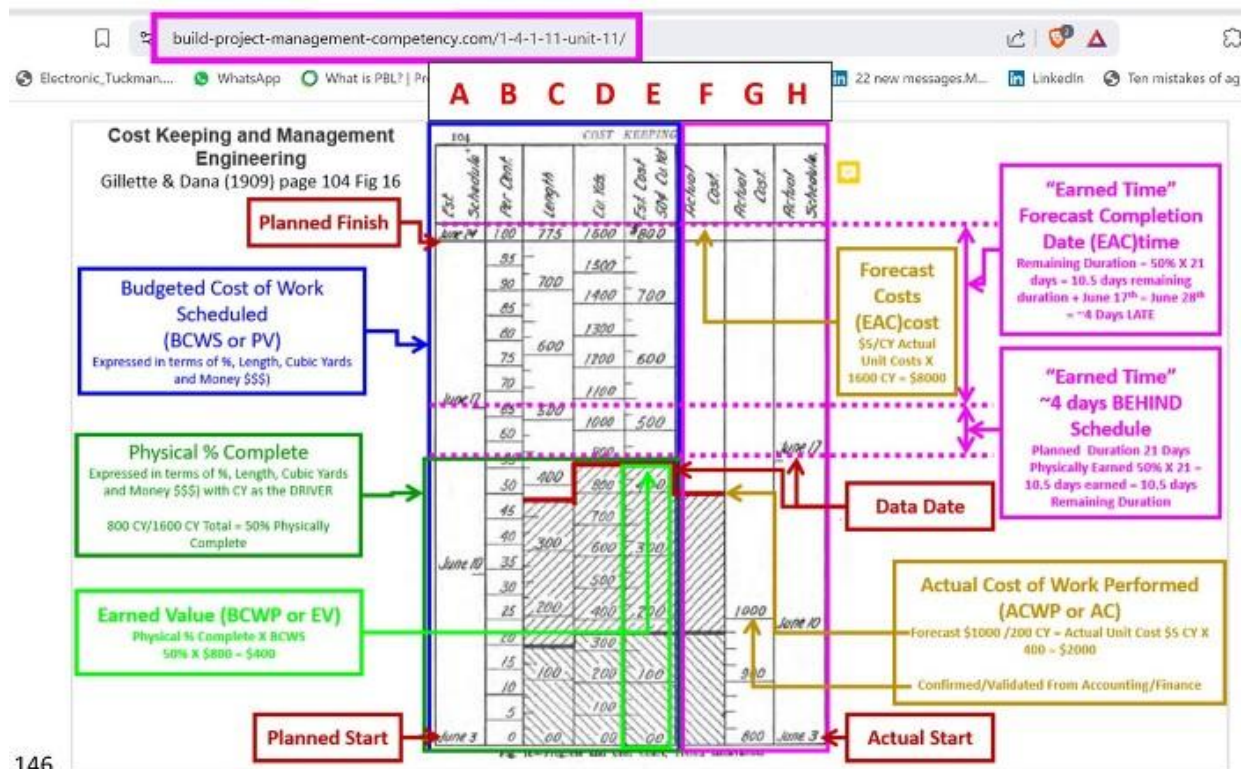 build-project-management-competency.com/1-4-1-11-unit-11/
Electronic_Tuckman....
WhatsApp
What is PBL? | Pr
22 new messages.M...
LinkedIn
Ten mistakes of ag
A B C D E F G H
Cost Keeping and Management
Engineering
Gillette & Dana (1909) page 104 Fig 16
Planned Finish
Budgeted Cost of Work
Scheduled
(BCWS or PV)
Expressed in terms of %, Length, Cubic Yards
and Money $$$)
Physical % Complete
Expressed in terms of %, Length, Cubic Yards
and Money $$$) with CY as the DRIVER
800 CY/1600 CY Total = 50% Physically
Complete
Earned Value (BCWP or EV)
Physical % Complete X BCWS
50% X $800 = $400
Planned Start
104 COST KEEPING
Est. Schedule
Per Cent.
Length
Cu Yds.
Est Cost 50¢ Cu Yd
Actual Cost.
Actual Cost
Actual Schedule.
June 24 100 775 1600 $800
95
1500
90 700
1400 700
85
1300
80
600
75 1200 600
70
1100
June 17
65 500
1000 500
60
June 17
55
400
50 800
45
700
40
300 600 300
June 10 35
500
30
25 200 400 200 1000
June 10
20
300
15
100 200 100 900
10
100
5
June 3 0 00 00 00 800 June 3
Forecast
Costs
(EAC)cost
$5/CY Actual
Unit Costs X
1600 CY = $8000
"Earned Time"
Forecast Completion
Date (EAC)time
Remaining Duration = 50% X 21
days = 10.5 days remaining
duration + June 17th = June 28th
= ~4 Days LATE
"Earned Time"
~4 days BEHIND
Schedule
Planned Duration 21 Days
Physically Earned 50% X 21 =
10.5 days earned = 10.5 days
Remaining Duration
Data Date
Actual Cost of Work Performed
(ACWP or AC)
Forecast $1000 /200 CY = Actual Unit Cost $5 CY X
400 = $2000
Confirmed/Validated From Accounting/Finance
Actual Start
146